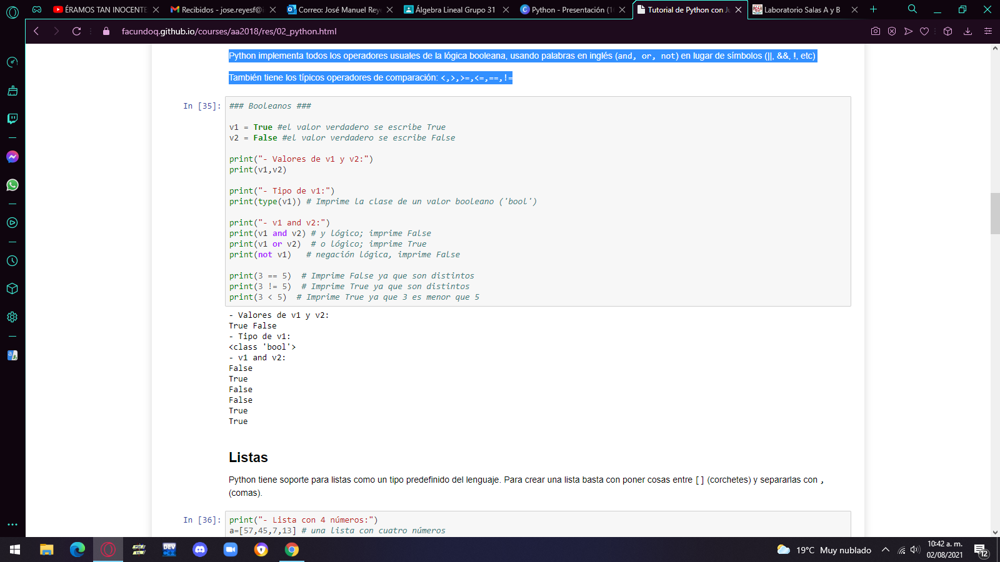 ÉRAMOS TAN INOCENTE
Recibidos - jose.reyesf@i
Correo: José Manuel Rey
Álgebra Lineal Grupo 31
Python - Presentación (1
Tutorial de Python con Ju
Laboratorio Salas A y B
facundoq.github.io/courses/aa2018/res/02_python.html
Python implementa todos los operadores usuales de la lógica booleana, usando palabras en inglés (and, or, not) en lugar de símbolos (||, &&, !, etc)
También tiene los típicos operadores de comparación: <,>,>=,<=,==,!=
In [35]:
### Booleanos ###
v1 = True #el valor verdadero se escribe True
v2 = False #el valor verdadero se escribe False
print("- Valores de v1 y v2:")
print(v1,v2)
print("- Tipo de v1:")
print(type(v1)) # Imprime la clase de un valor booleano ('bool')
print("- v1 and v2:")
print(v1 and v2) # y lógico; imprime False
print(v1 or v2)  # o lógico; imprime True
print(not v1)   # negación lógica, imprime False
print(3 == 5)  # Imprime False ya que son distintos
print(3 != 5)  # Imprime True ya que son distintos
print(3 < 5)  # Imprime True ya que 3 es menor que 5
- Valores de v1 y v2:
True False
- Tipo de v1:
<class 'bool'>
- v1 and v2:
False
True
False
False
True
True
Listas
Python tiene soporte para listas como un tipo predefinido del lenguaje. Para crear una lista basta con poner cosas entre [] (corchetes) y separarlas con ,
(comas).
In [36]:
print("- Lista con 4 números:")
a=[57,45,7,13] # una lista con cuatro números
DEV
19°C Muy nublado
10:42 a. m.
02/08/2021
12